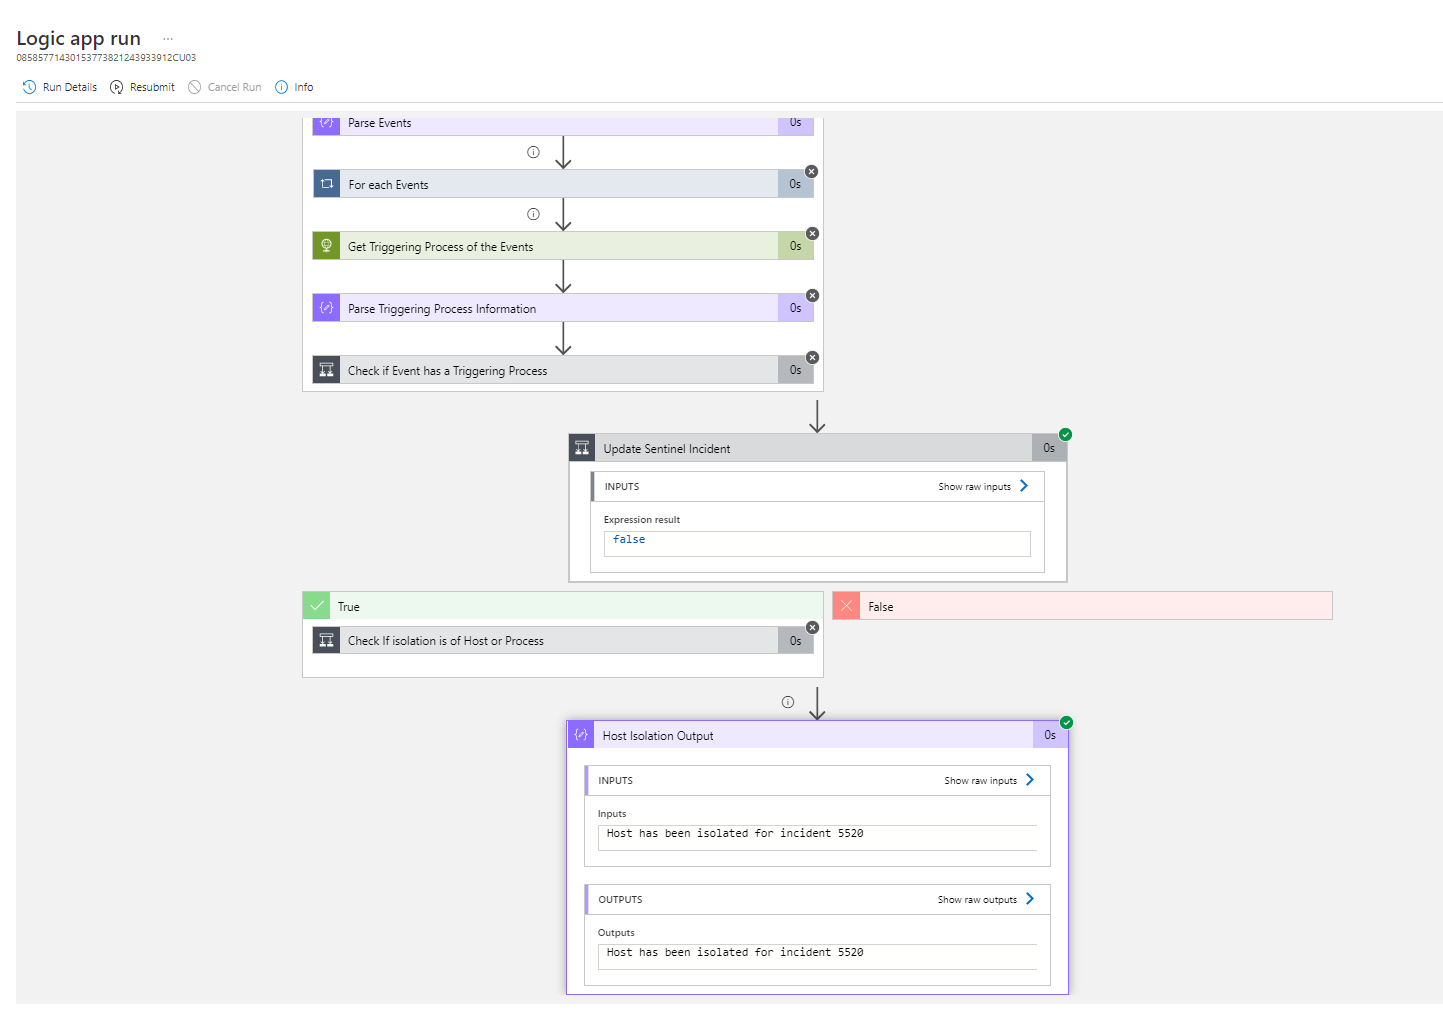 Logic app run ...
08585771430153773821243933912CU03
Run Details Resubmit Cancel Run Info
Parse Events 0s
For each Events 0s
Get Triggering Process of the Events 0s
Parse Triggering Process Information 0s
Check if Event has a Triggering Process 0s
Update Sentinel Incident 0s
INPUTS Show raw inputs
Expression result
false
True
False
Check If isolation is of Host or Process 0s
Host Isolation Output 0s
INPUTS Show raw inputs
Inputs
Host has been isolated for incident 5520
OUTPUTS Show raw outputs
Outputs
Host has been isolated for incident 5520